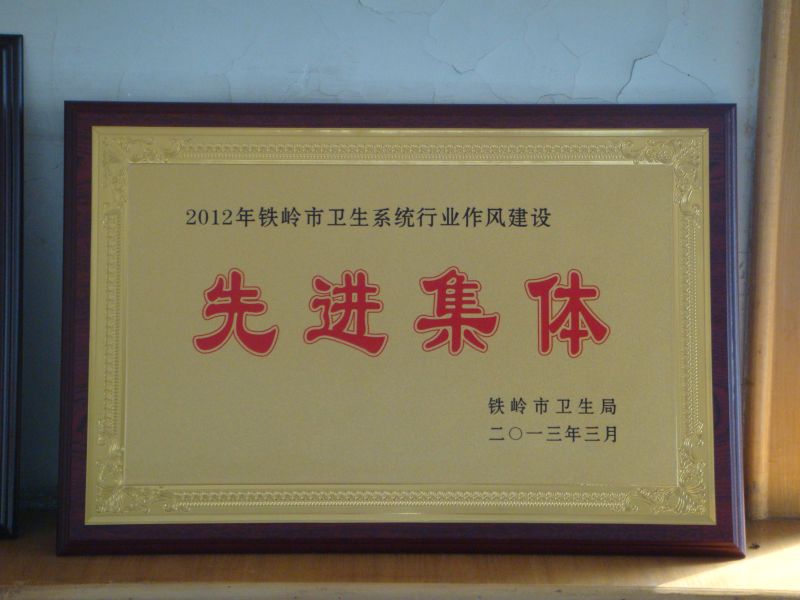 2012年铁岭市卫生系统行业作风建设
先进集体
铁岭市卫生局
二〇一三年三月